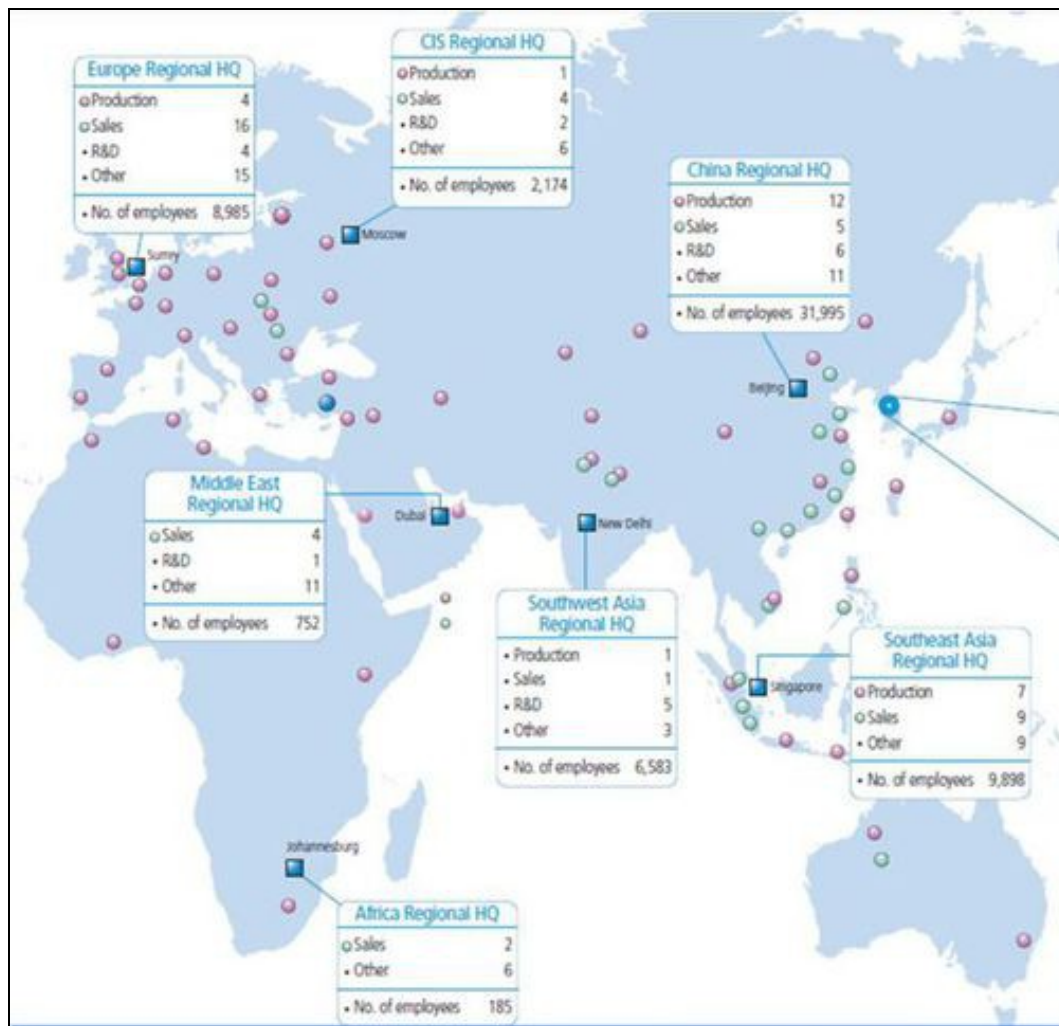 CIS Regional HQ
Production 1
Sales 4
• R&D 2
• Other 6
• No. of employees 2,174
Europe Regional HQ
Production 4
Sales 16
• R&D 4
• Other 15
• No. of employees 8,985
China Regional HQ
Production 12
Sales 5
• R&D 6
• Other 11
• No. of employees 31,995
Moscow
Surrey
Beijing
Middle East
Regional HQ
Sales 4
• R&D 1
• Other 11
• No. of employees 752
Dubai
New Delhi
Southwest Asia
Regional HQ
• Production 1
• Sales 1
• R&D 5
• Other 3
• No. of employees 6,583
Southeast Asia
Regional HQ
Production 7
Sales 9
• Other 9
• No. of employees 9,898
Singapore
Johannesburg
Africa Regional HQ
Sales 2
• Other 6
• No. of employees 185